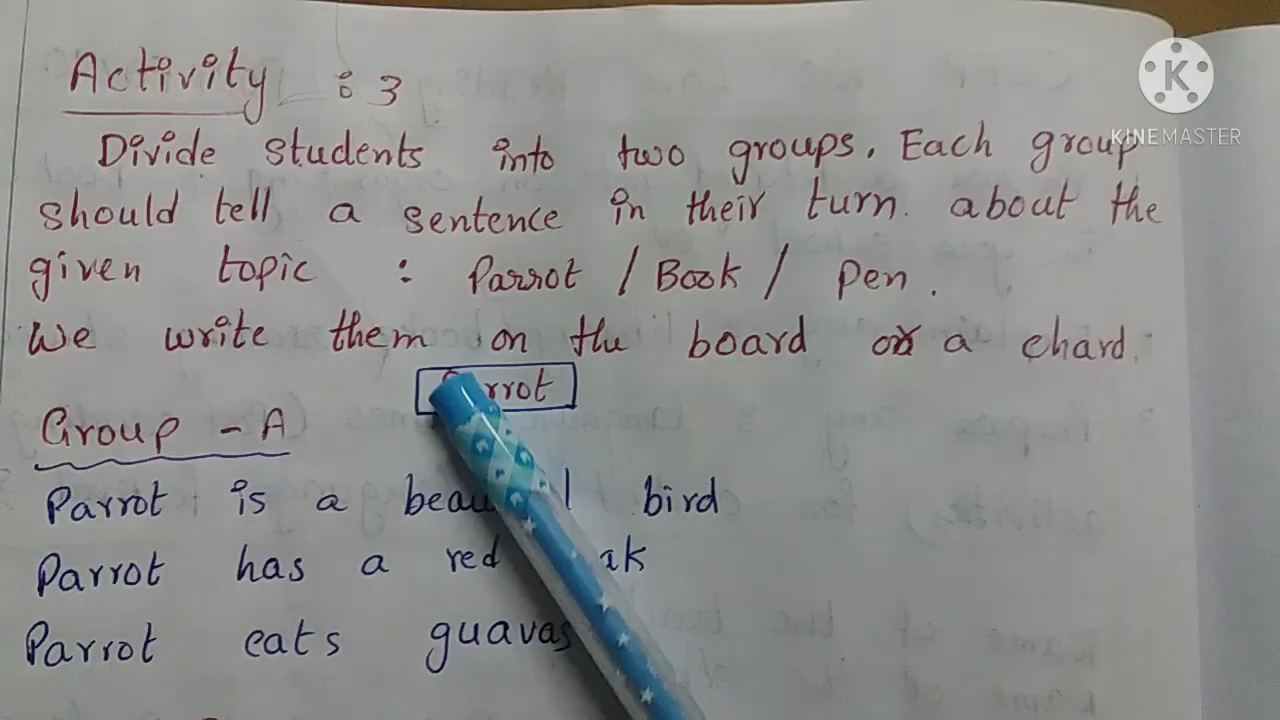 Activity : 3
Divide students into two groups. Each group
should tell a sentence in their turn. about the
given topic : Parrot / Book / Pen.
We write them on the board or a chard.
Group - A
Parrot is a bird
Parrot has a red
Parrot eats guavas
KINEMASTER